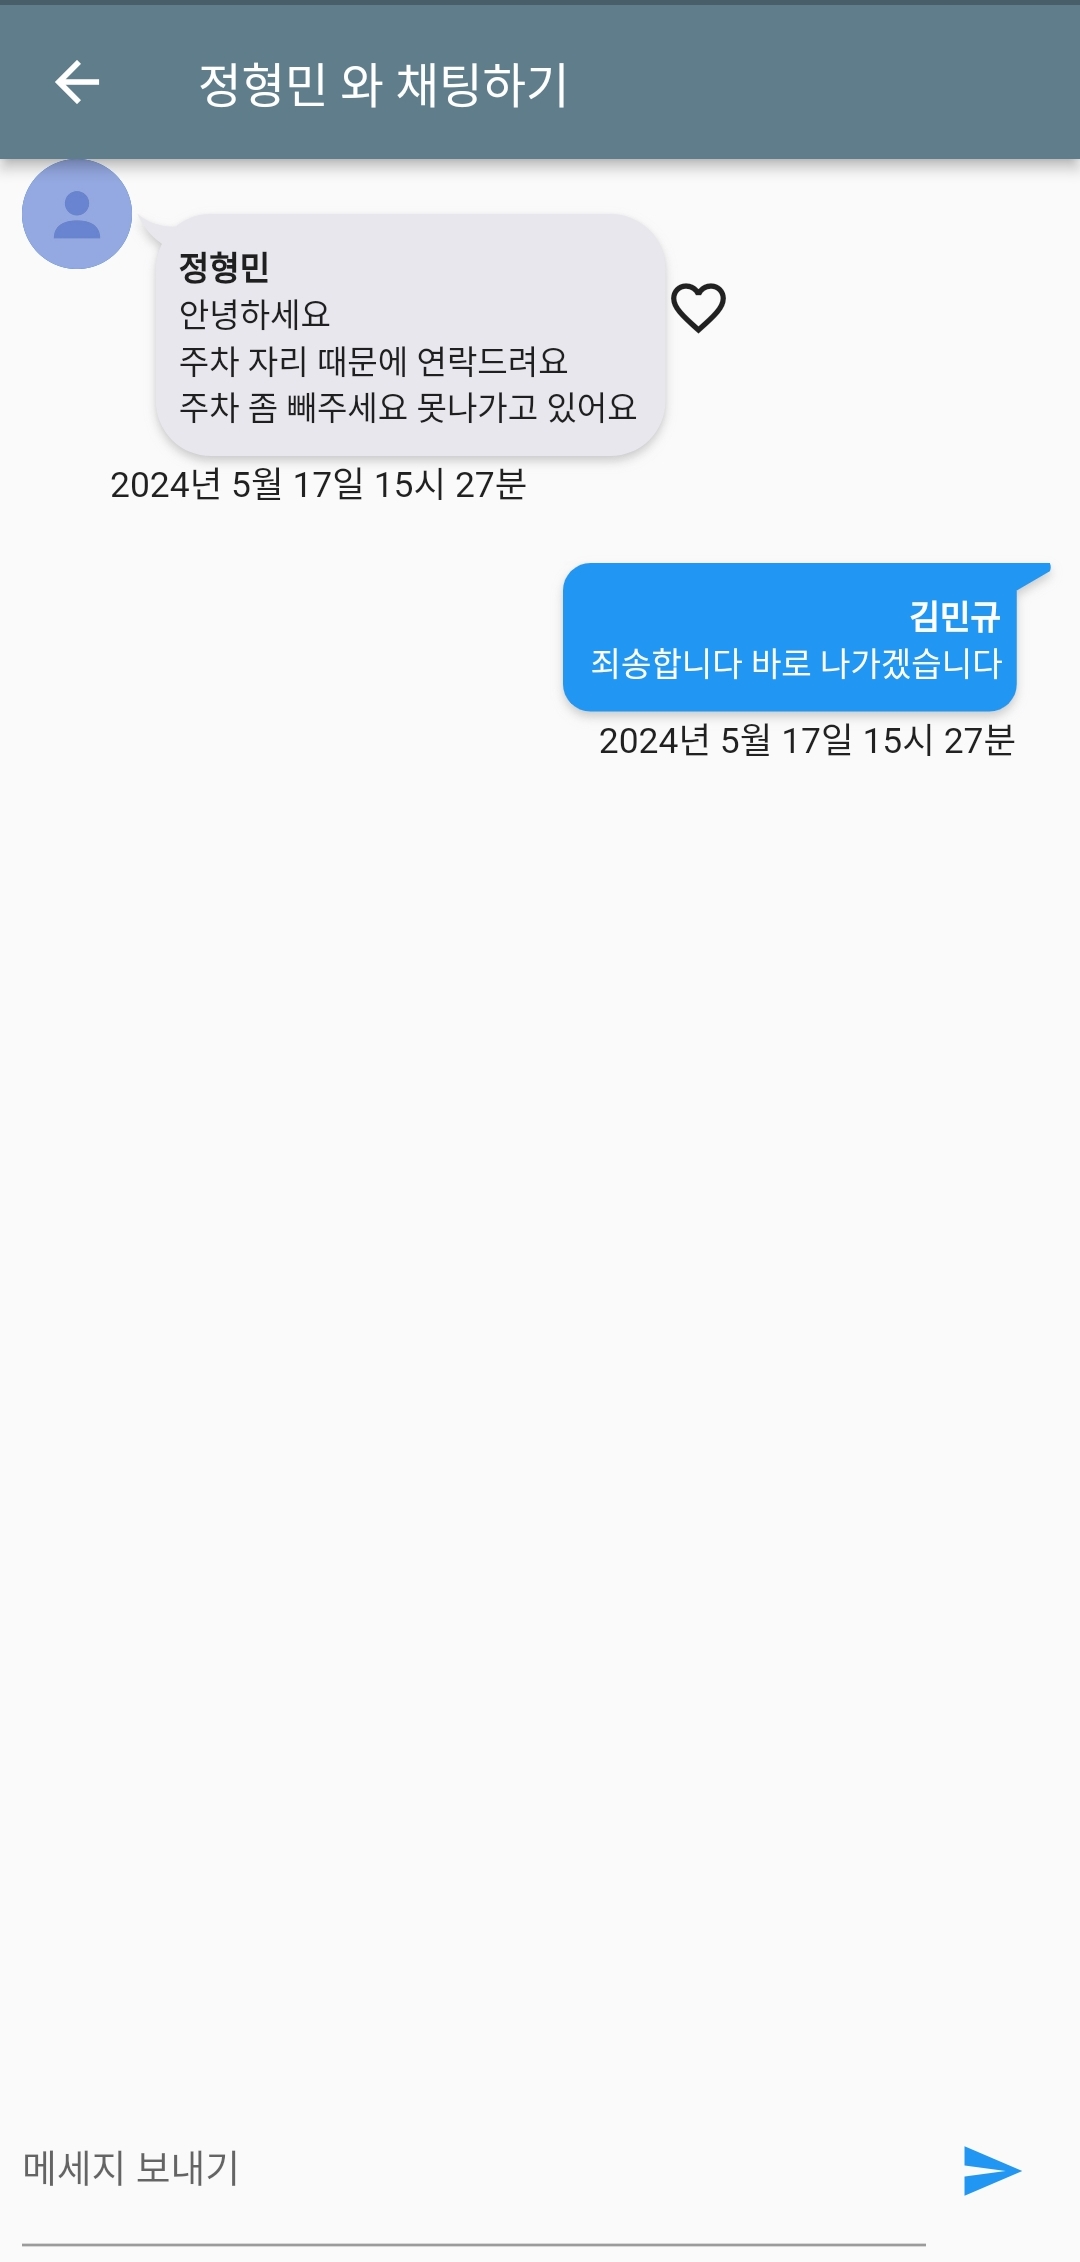 정형민 와 채팅하기
정형민
안녕하세요
주차 자리 때문에 연락드려요
주차 좀 빼주세요 못나가고 있어요
2024년 5월 17일 15시 27분
김민규
죄송합니다 바로 나가겠습니다
2024년 5월 17일 15시 27분
메세지 보내기